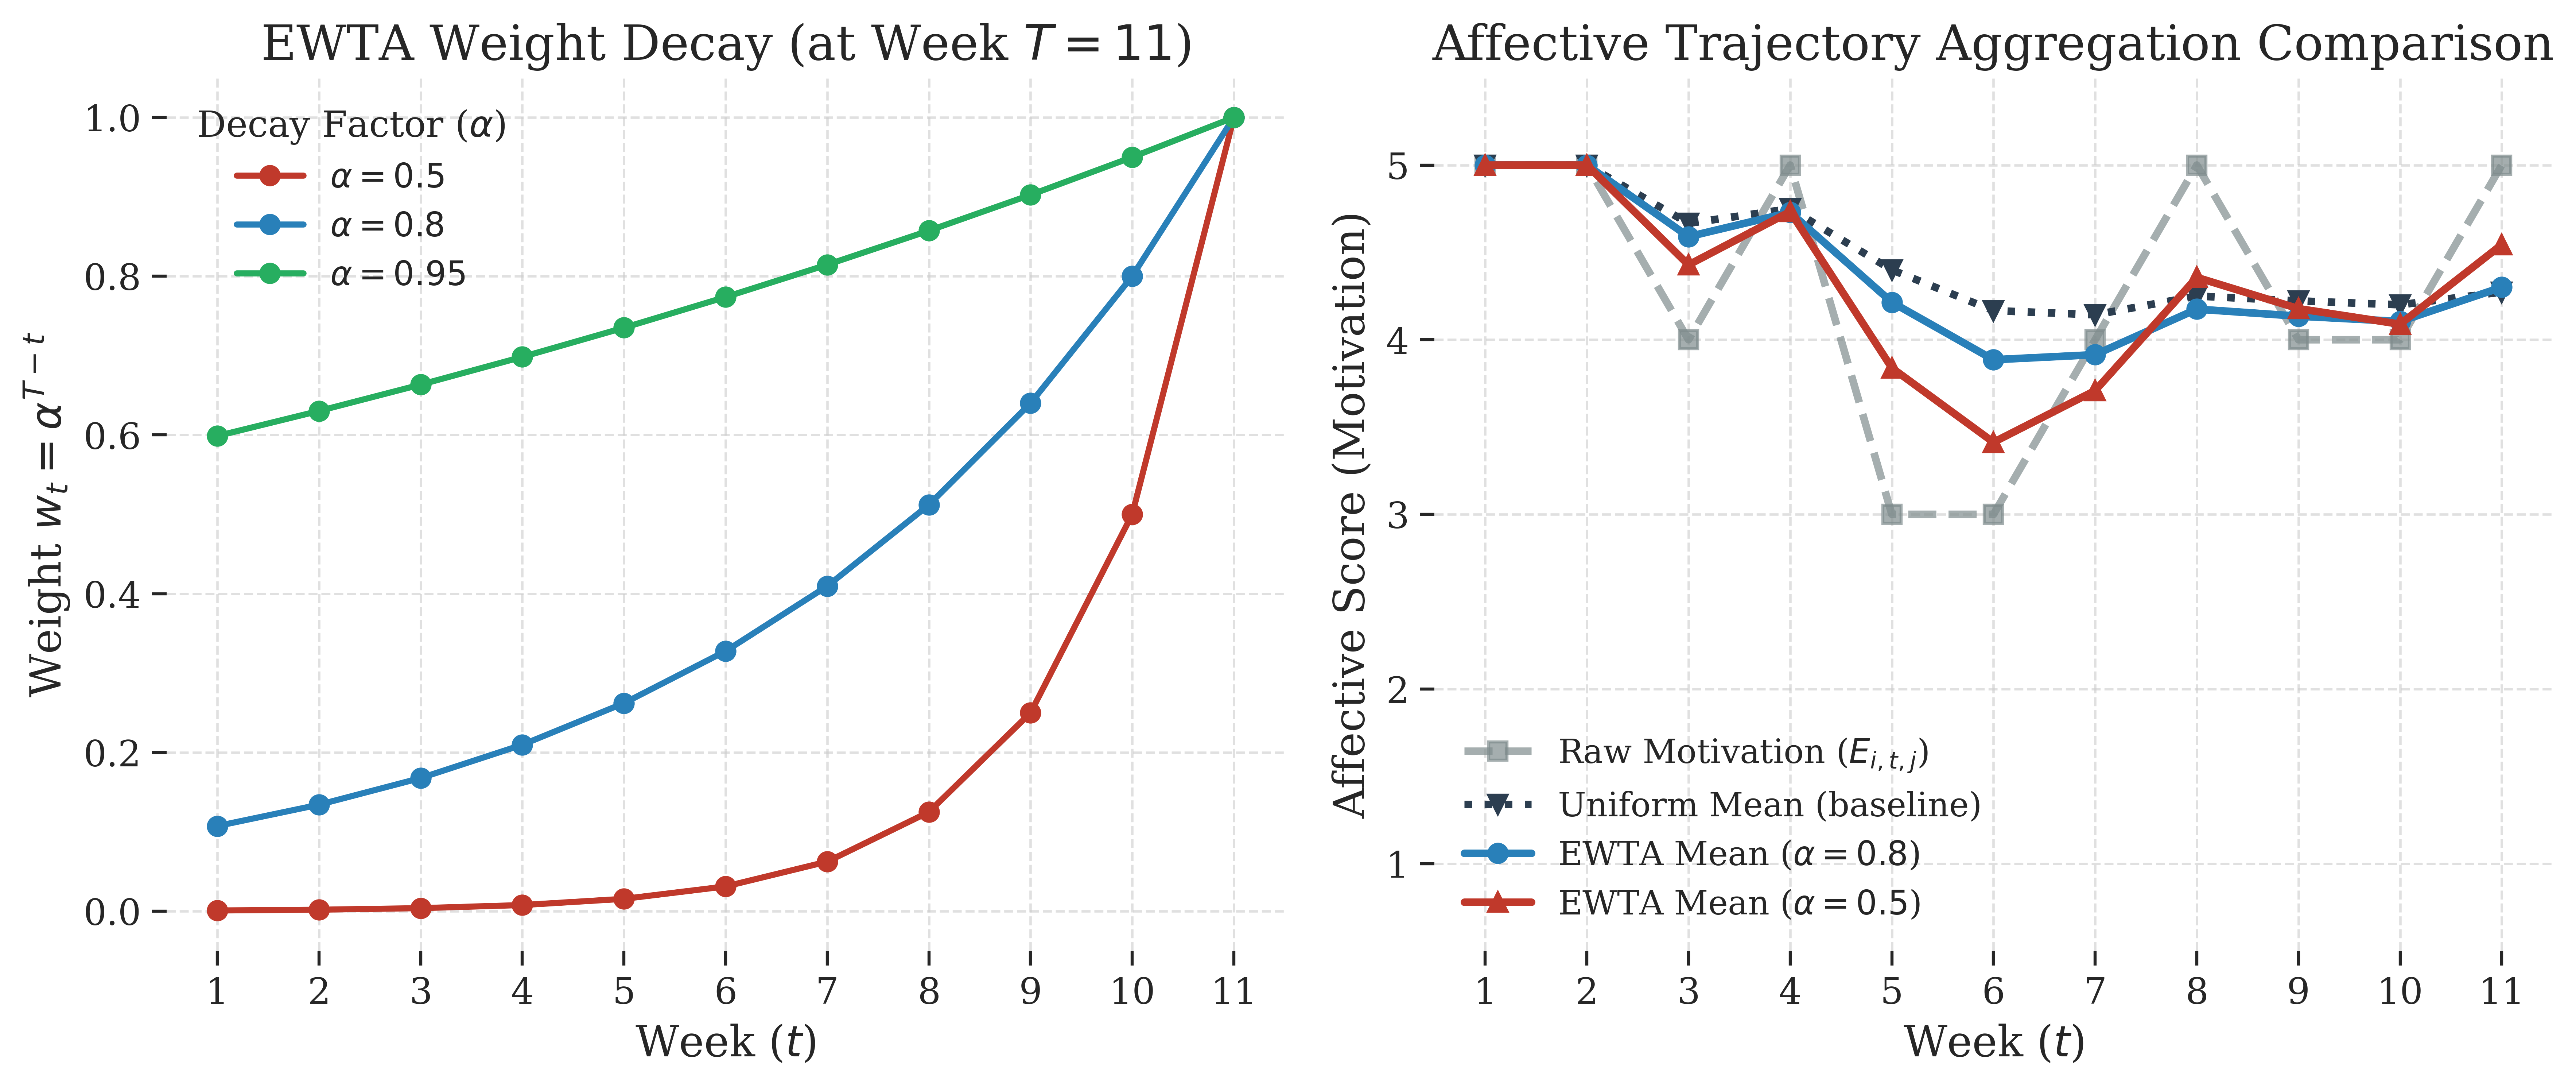 EWTA Weight Decay (at Week T = 11)
Weight w_t = α^{T − t}
1.0
0.8
0.6
0.4
0.2
0.0
Decay Factor (α)
α = 0.5
α = 0.8
α = 0.95
1 2 3 4 5 6 7 8 9 10 11
Week (t)
Affective Trajectory Aggregation Comparison
Affective Score (Motivation)
5
4
3
2
1
Raw Motivation (E_{i, t, j})
Uniform Mean (baseline)
EWTA Mean (α = 0.8)
EWTA Mean (α = 0.5)
1 2 3 4 5 6 7 8 9 10 11
Week (t)